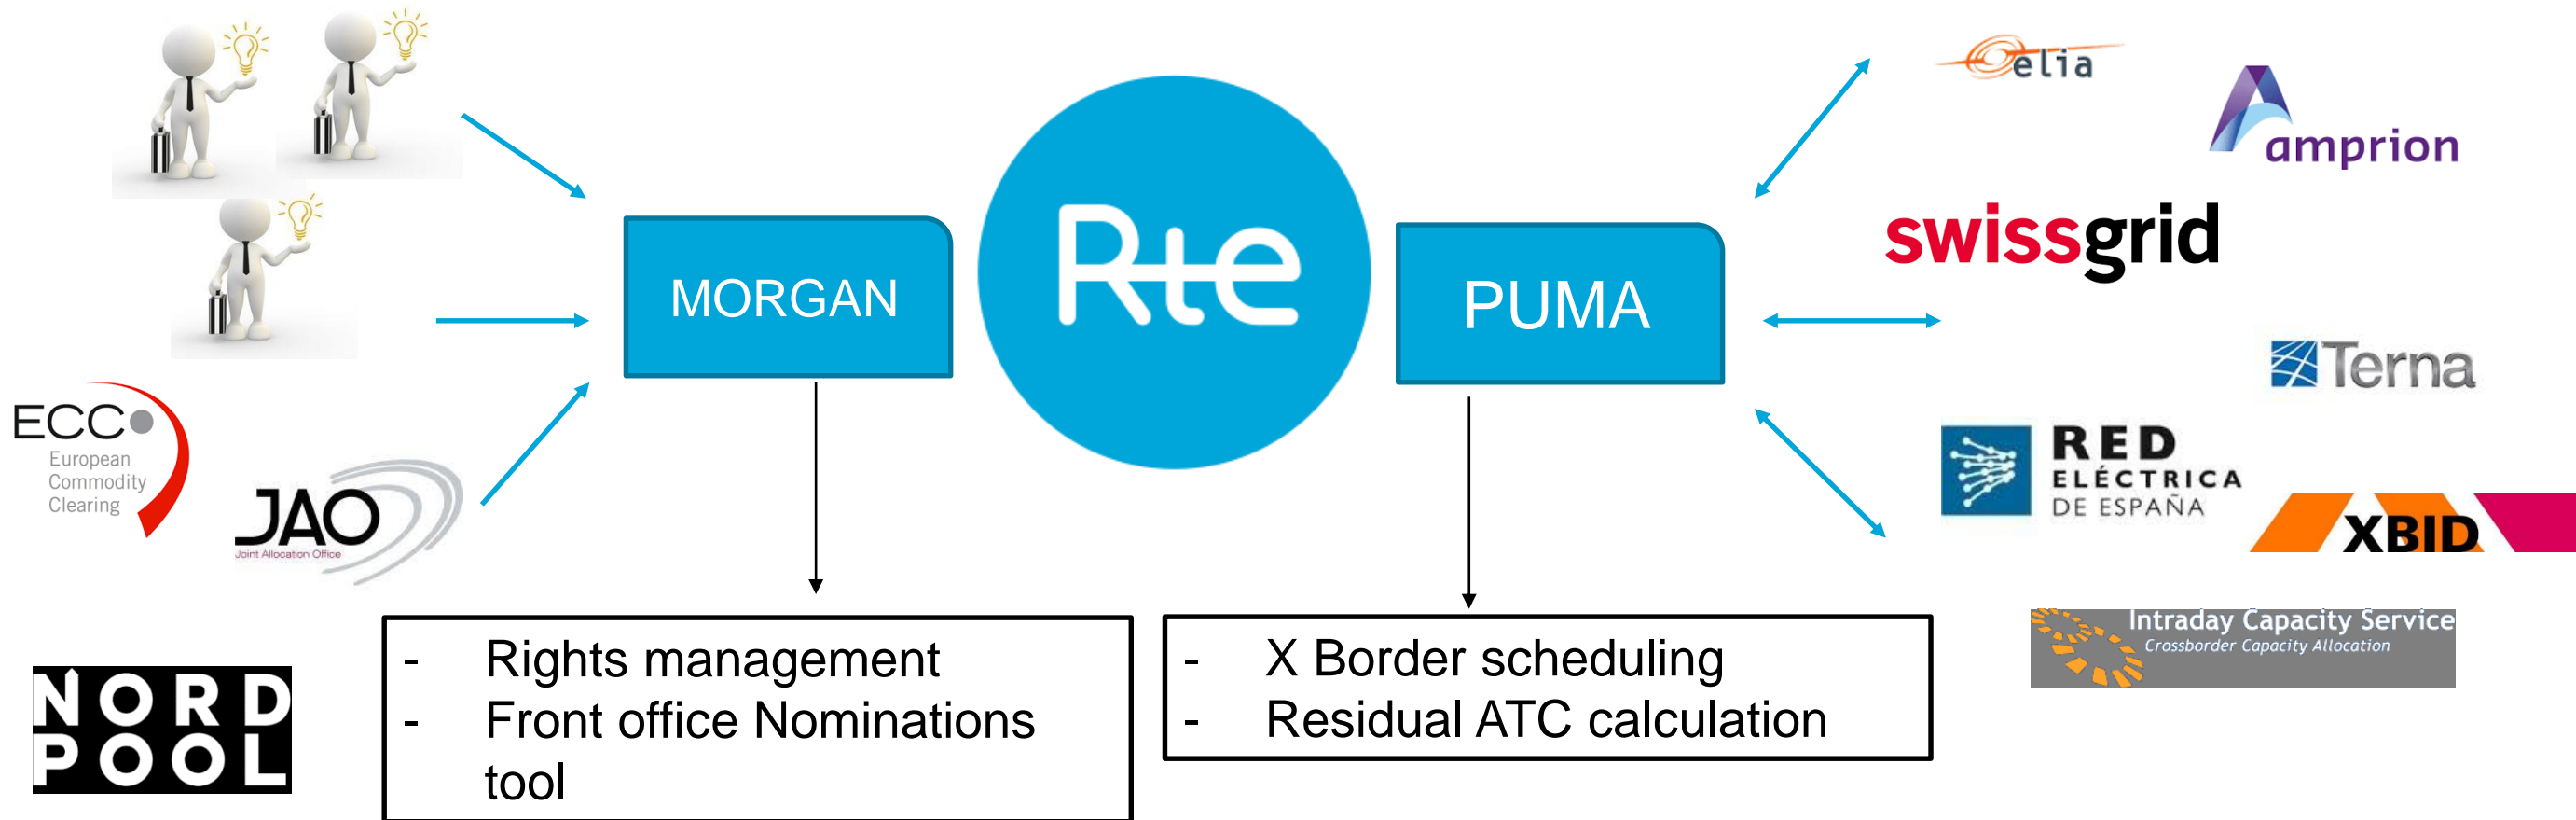 elia
amprion
swissgrid
Rte
MORGAN
PUMA
Terna
ECC
European
Commodity
Clearing
JAO
Joint Allocation Office
RED
ELÉCTRICA
DE ESPAÑA
XBID
Intraday Capacity Service
Crossborder Capacity Allocation
NORD
POOL
- Rights management
- Front office Nominations
tool
- X Border scheduling
- Residual ATC calculation